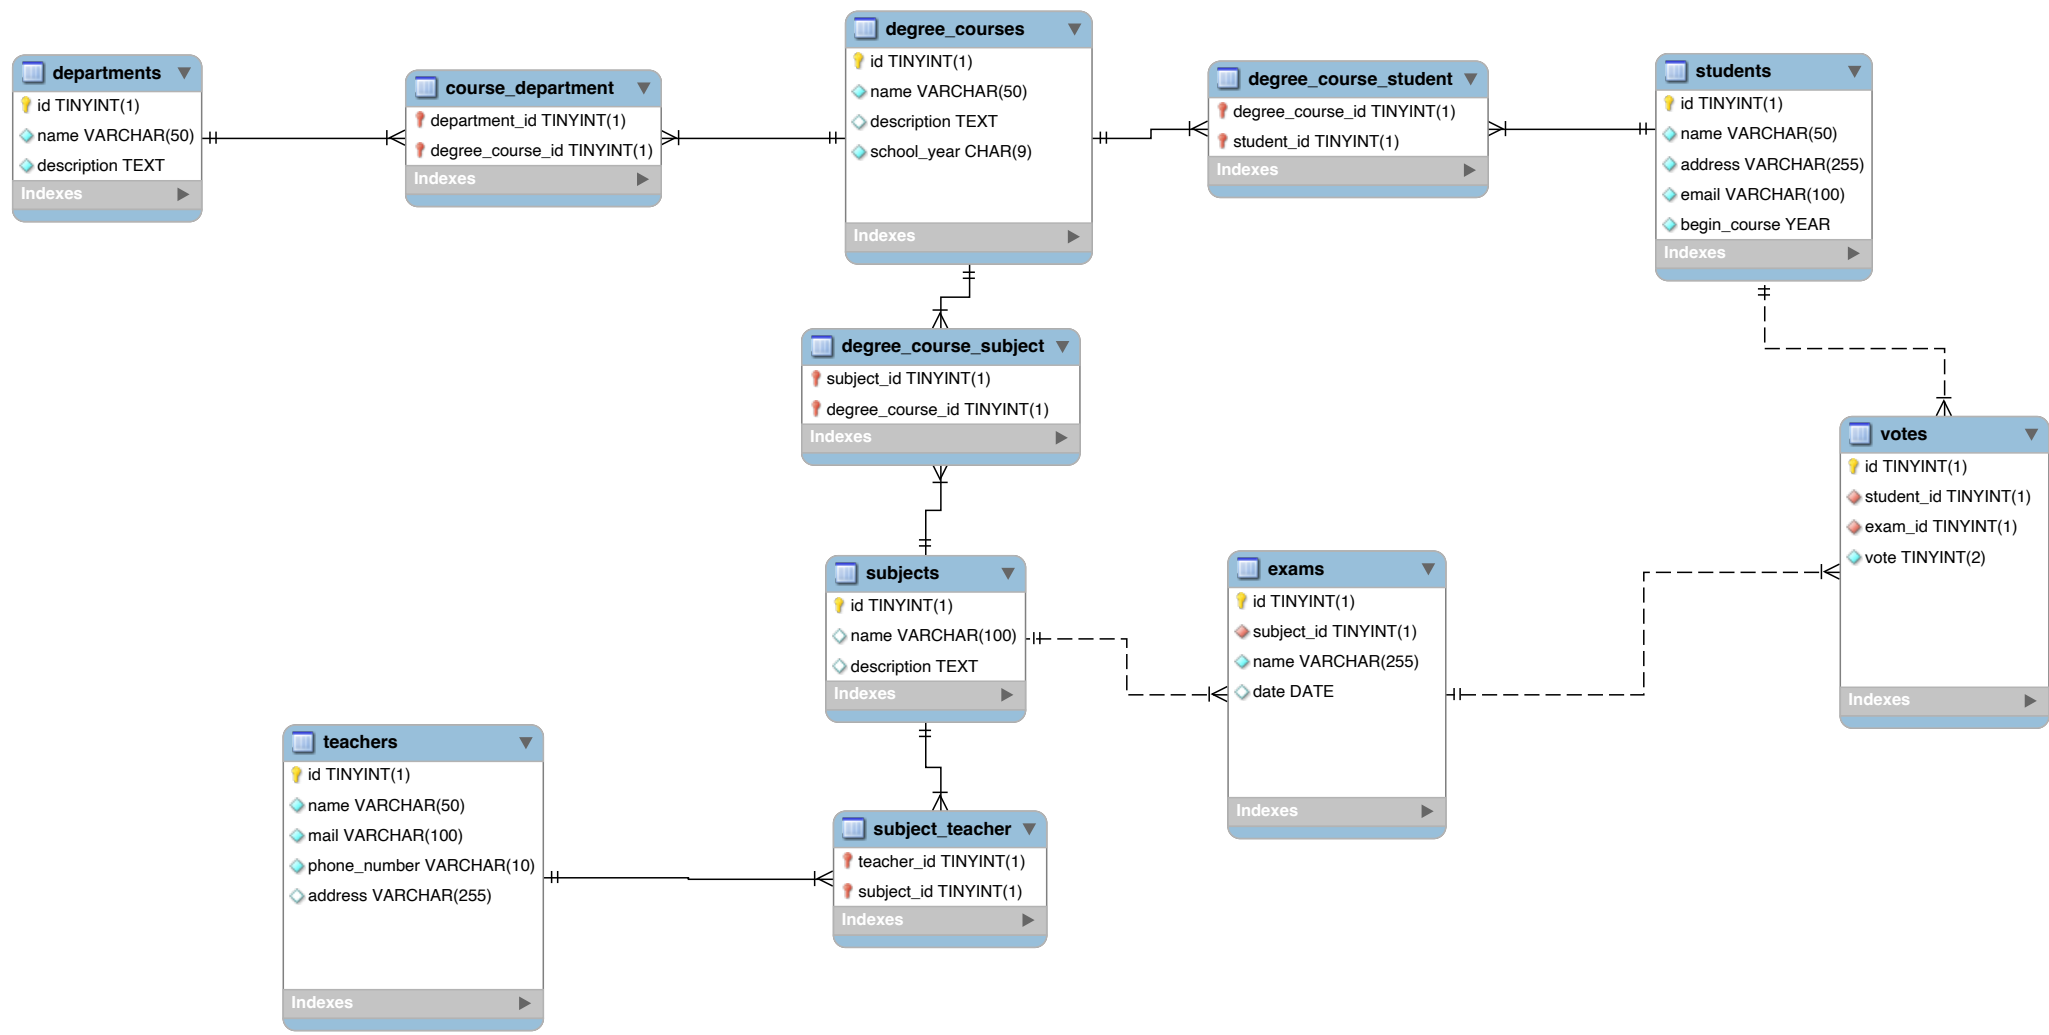 departments
id TINYINT(1)
name VARCHAR(50)
description TEXT
Indexes
course_department
department_id TINYINT(1)
degree_course_id TINYINT(1)
Indexes
degree_courses
id TINYINT(1)
name VARCHAR(50)
description TEXT
school_year CHAR(9)
Indexes
degree_course_student
degree_course_id TINYINT(1)
student_id TINYINT(1)
Indexes
students
id TINYINT(1)
name VARCHAR(50)
address VARCHAR(255)
email VARCHAR(100)
begin_course YEAR
Indexes
degree_course_subject
subject_id TINYINT(1)
degree_course_id TINYINT(1)
Indexes
votes
id TINYINT(1)
student_id TINYINT(1)
exam_id TINYINT(1)
vote TINYINT(2)
Indexes
subjects
id TINYINT(1)
name VARCHAR(100)
description TEXT
Indexes
exams
id TINYINT(1)
subject_id TINYINT(1)
name VARCHAR(255)
date DATE
Indexes
teachers
id TINYINT(1)
name VARCHAR(50)
mail VARCHAR(100)
phone_number VARCHAR(10)
address VARCHAR(255)
Indexes
subject_teacher
teacher_id TINYINT(1)
subject_id TINYINT(1)
Indexes